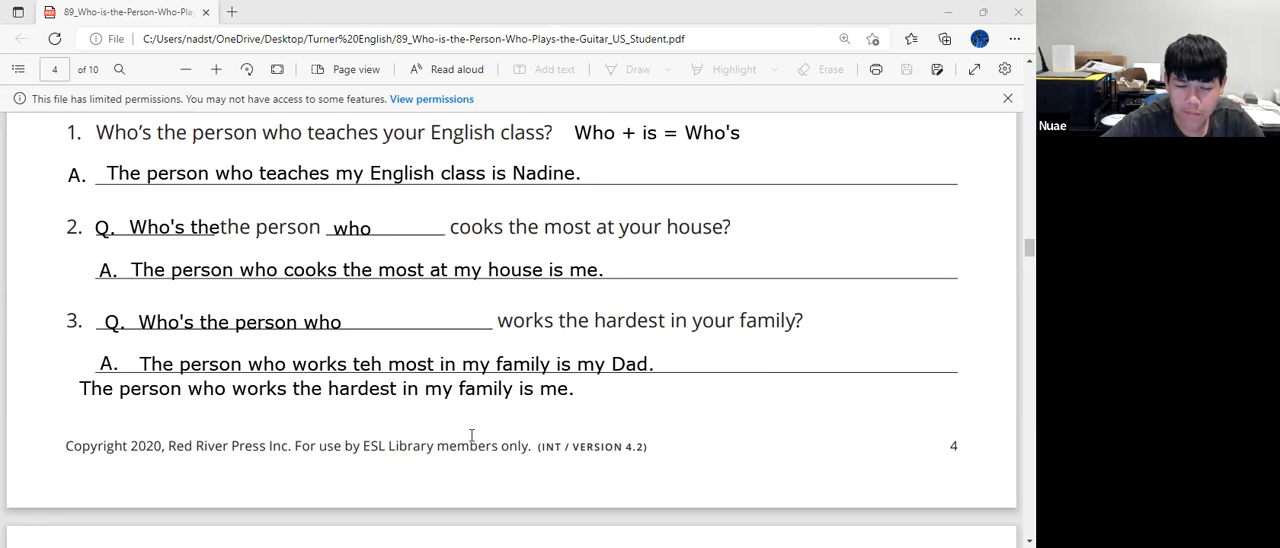 89_Who-is-the-Person-Who-Pla
File C:/Users/nadst/OneDrive/Desktop/Turner%20English/89_Who-is-the-Person-Who-Plays-the-Guitar_US_Student.pdf
4 of 10 Page view Read aloud Add text Draw Highlight Erase
This file has limited permissions. You may not have access to some features. View permissions
1. Who's the person who teaches your English class? Who + is = Who's
A. The person who teaches my English class is Nadine.
2. Q. Who's thethe person who cooks the most at your house?
A. The person who cooks the most at my house is me.
3. Q. Who's the person who works the hardest in your family?
A. The person who works teh most in my family is my Dad.
The person who works the hardest in my family is me.
Copyright 2020, Red River Press Inc. For use by ESL Library members only. (INT / VERSION 4.2) 4
Nuae